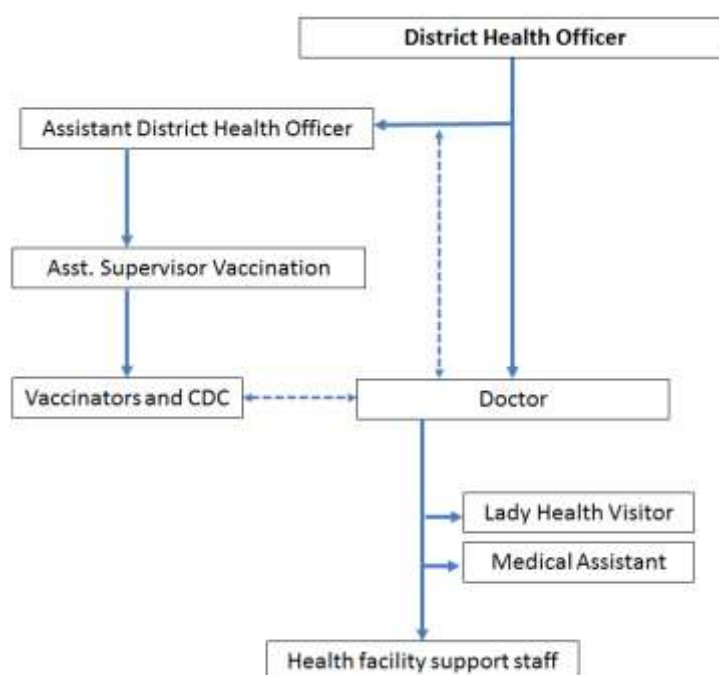 District Health Officer
Assistant District Health Officer
Asst. Supervisor Vaccination
Vaccinators and CDC
Doctor
Lady Health Visitor
Medical Assistant
Health facility support staff